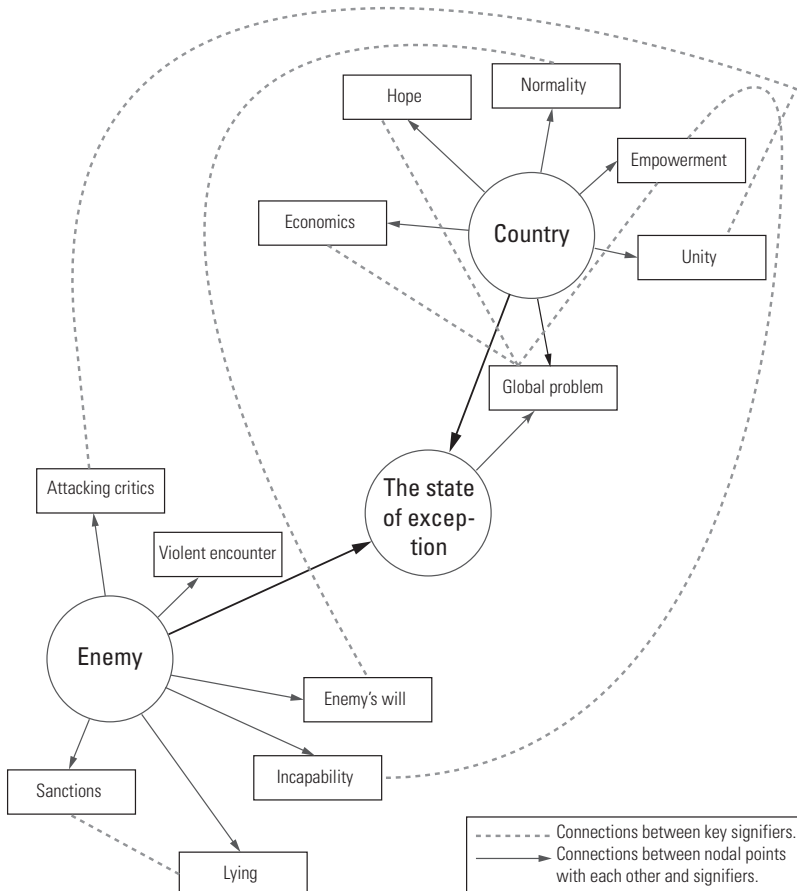 Normality
Hope
Empowerment
Economics
Country
Unity
Global problem
Attacking critics
The state
of excep-
tion
Violent encounter
Enemy
Enemy's will
Incapability
Sanctions
Lying
Connections between key signifiers.
Connections between nodal points
with each other and signifiers.